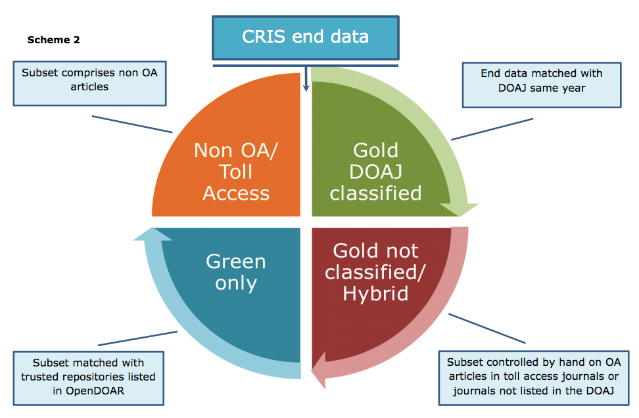 Scheme 2
CRIS end data
Subset comprises non OA
articles
End data matched with
DOAJ same year
Non OA/
Toll
Access
Gold
DOAJ
classified
Green
only
Gold not
classified/
Hybrid
Subset matched with
trusted repositories listed
in OpenDOAR
Subset controlled by hand on OA
articles in toll access journals or
journals not listed in the DOAJ